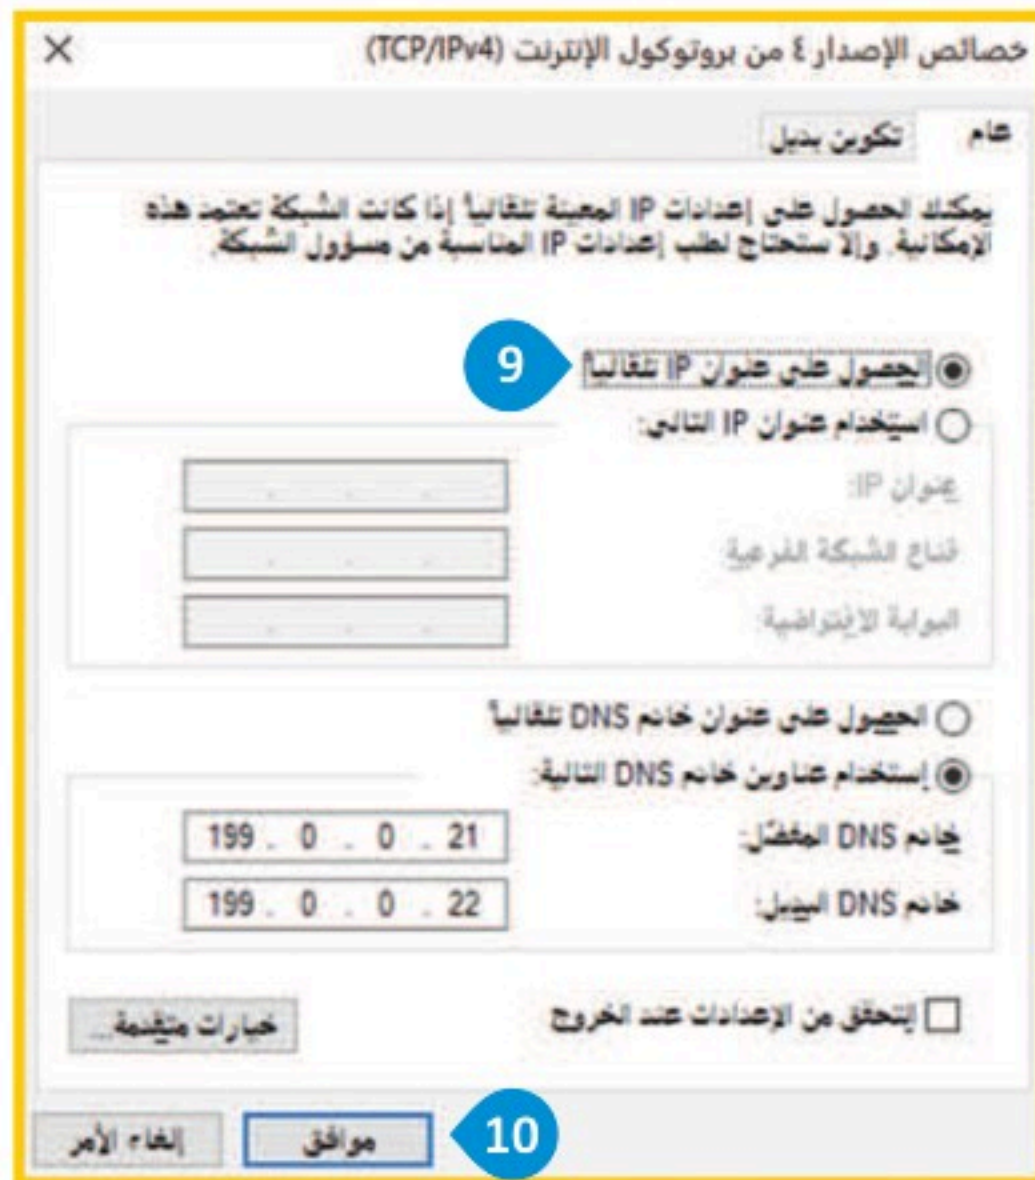 خصائص الإصدار ٤ من بروتوكول الإنترنت (TCP/IPv4)
عام
تكوين بديل
يمكنك الحصول على إعدادات IP المعينة تلقائياً إذا كانت الشبكة تعتمد هذه
الإمكانية. وإلا ستحتاج لطلب إعدادات IP المناسبة من مسؤول الشبكة.
الحصول على عنوان IP تلقائياً
9
استخدام عنوان IP التالي:
عنوان IP:
قناع الشبكة الفرعية:
البوابة الافتراضية:
الحصول على عنوان خادم DNS تلقائياً
إستخدام عناوين خادم DNS التالية:
خادم DNS المفضّل:
199 . 0 . 0 . 21
خادم DNS البديل:
199 . 0 . 0 . 22
التحقق من الإعدادات عند الخروج
خيارات متقدمة...
10
موافق
إلغاء الأمر